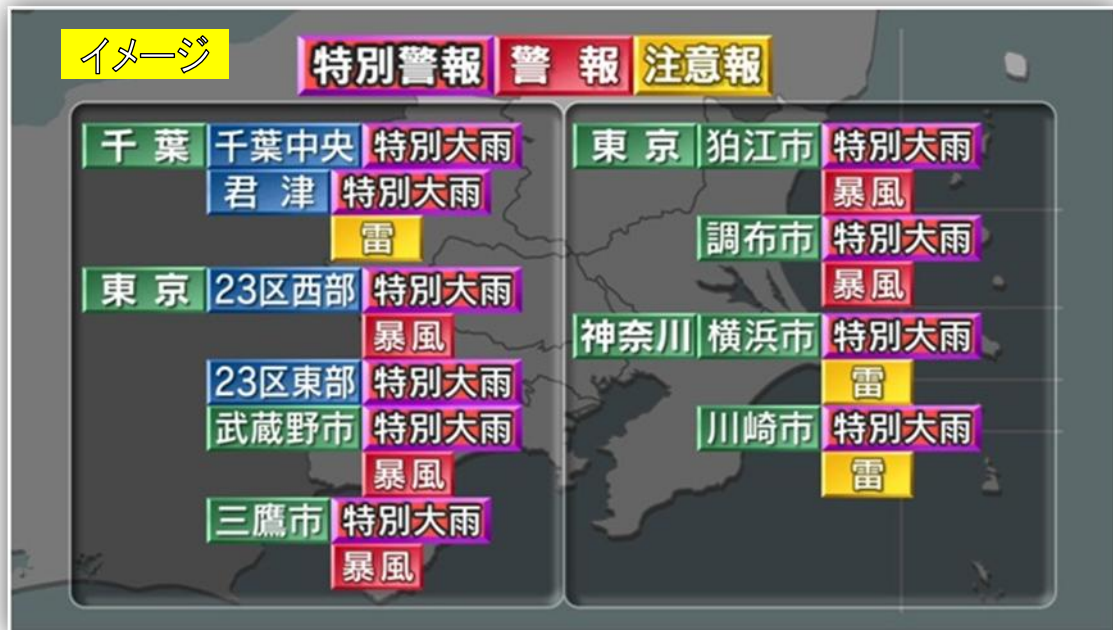 イメージ
特別警報 警報 注意報
千葉 千葉中央 特別大雨
君津 特別大雨
雷
東京 23区西部 特別大雨
暴風
23区東部 特別大雨
武蔵野市 特別大雨
暴風
三鷹市 特別大雨
暴風
東京 狛江市 特別大雨
暴風
調布市 特別大雨
暴風
神奈川 横浜市 特別大雨
雷
川崎市 特別大雨
雷